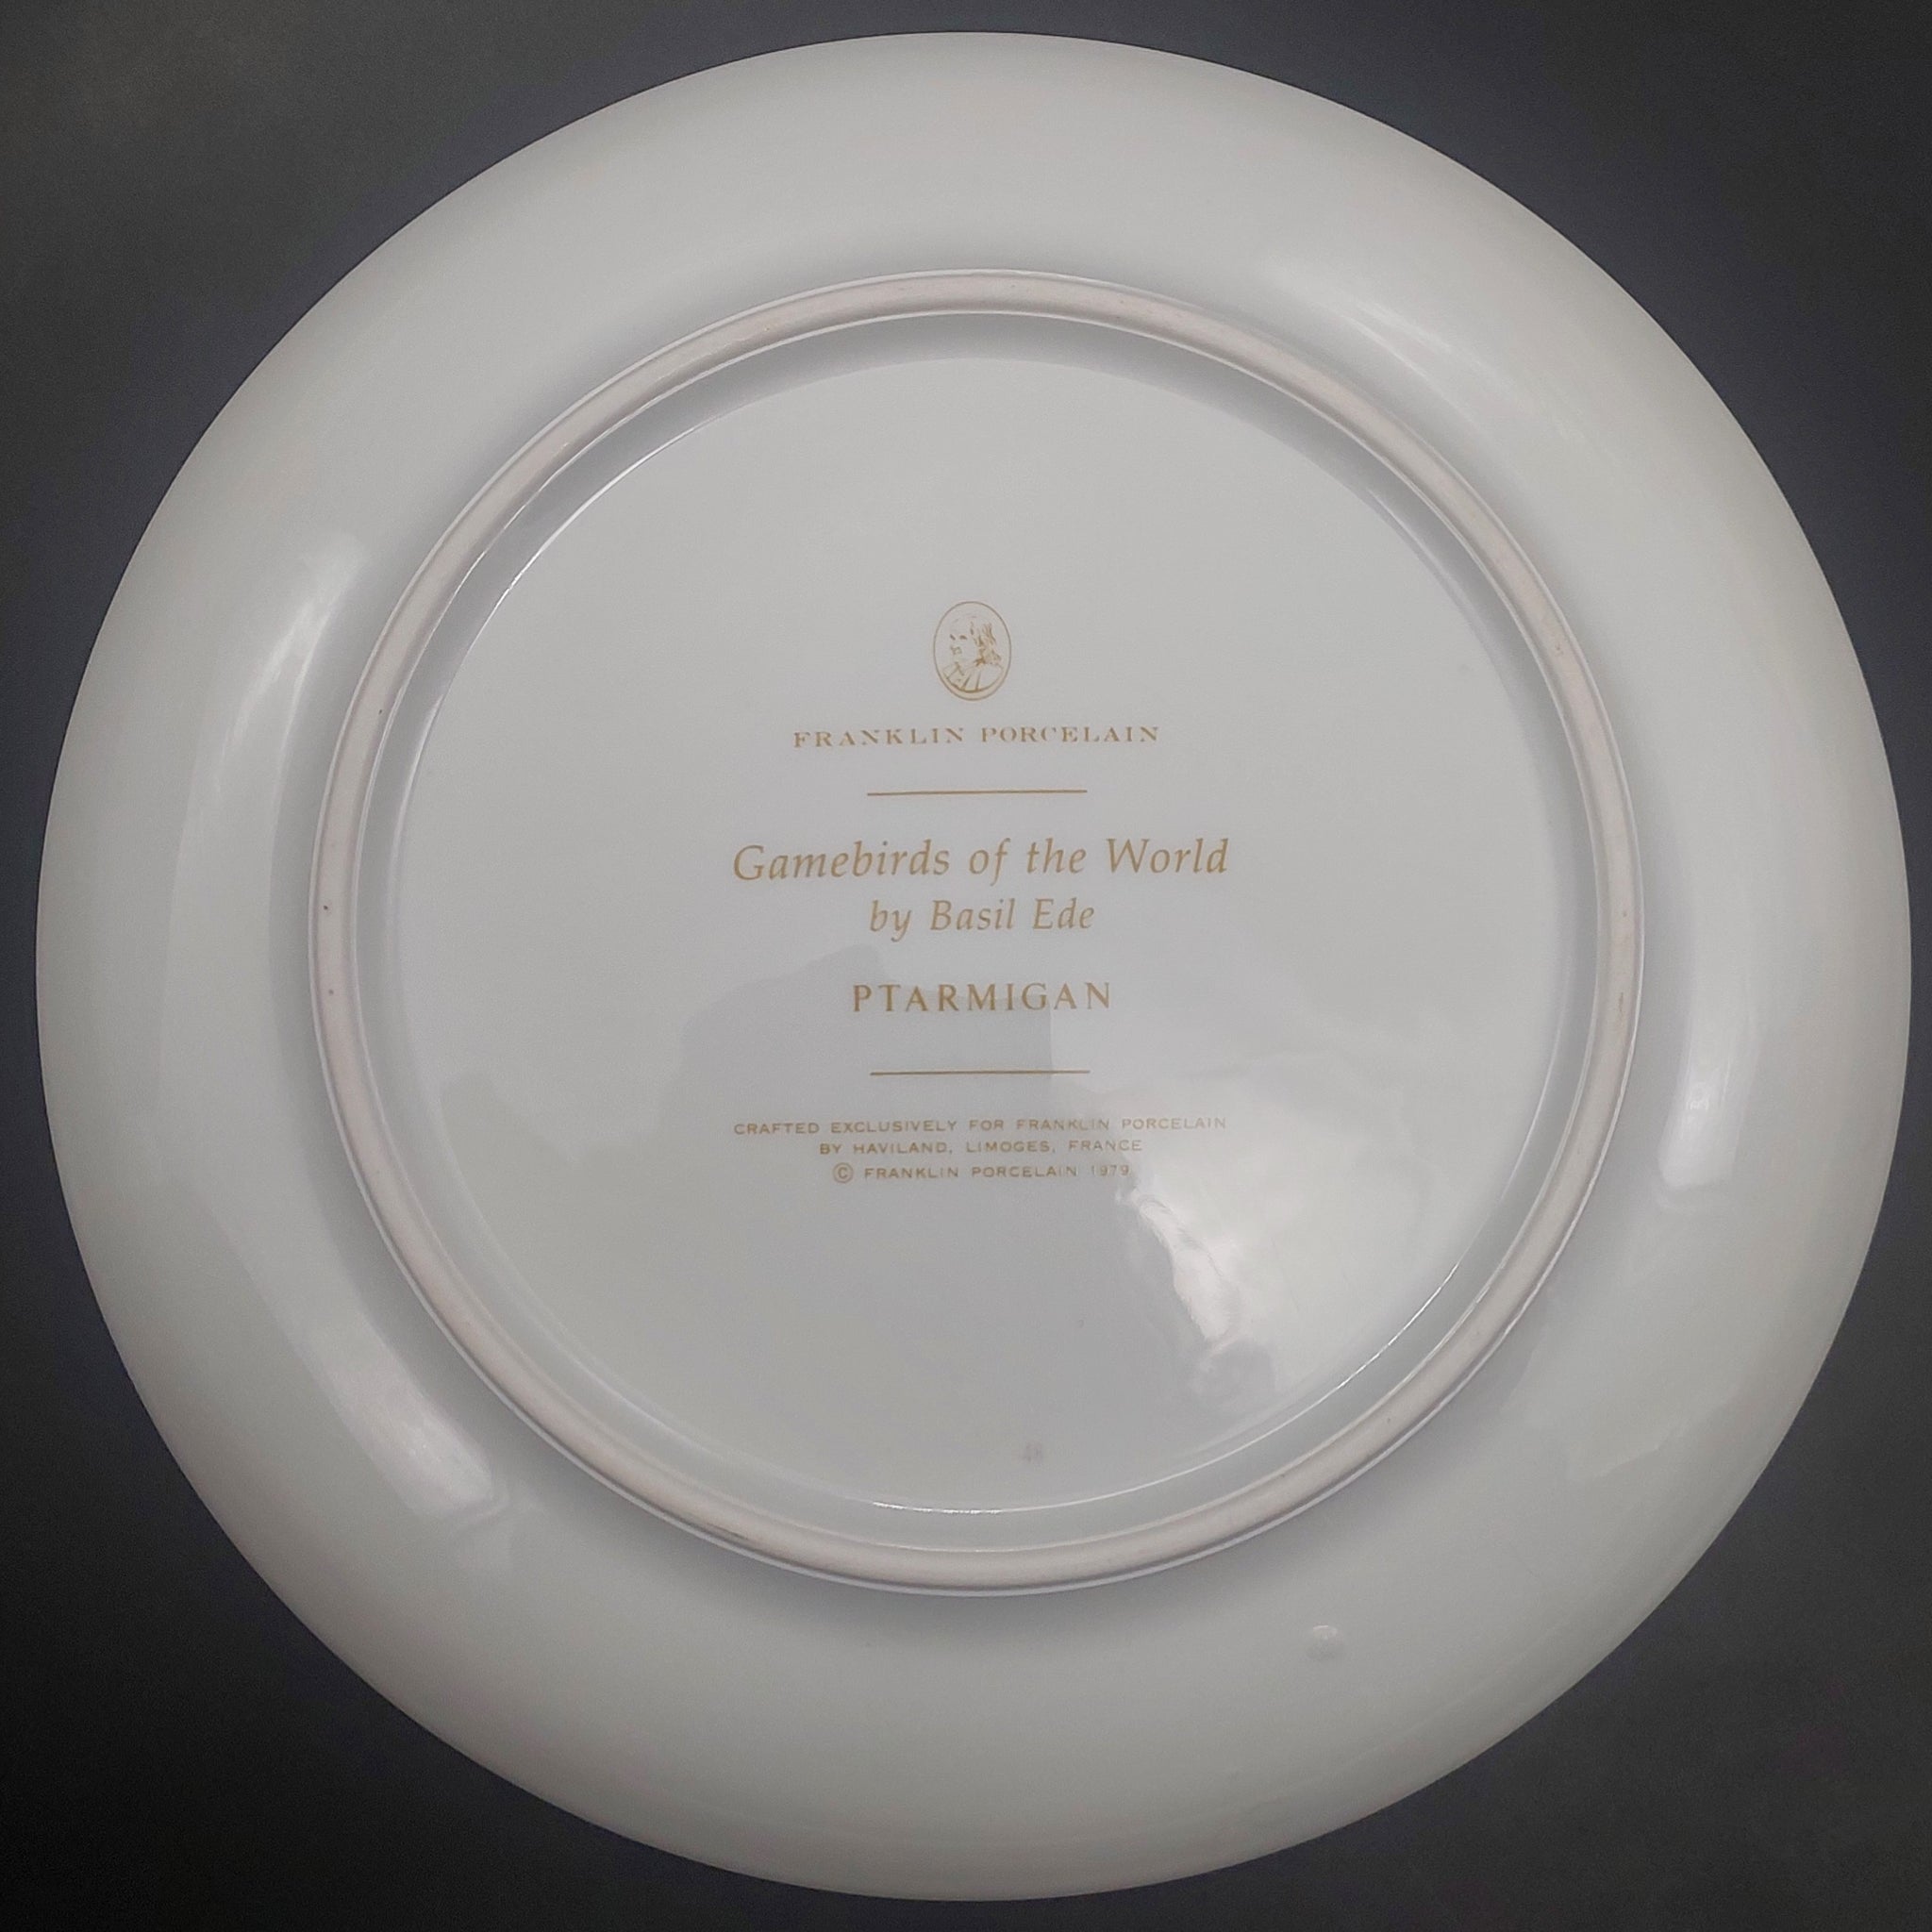 FRANKLIN PORCELAIN
Gamebirds of the World
by Basil Ede
PTARMIGAN
CRAFTED EXCLUSIVELY FOR FRANKLIN PORCELAIN
BY HAVILAND, LIMOGES, FRANCE
© FRANKLIN PORCELAIN 1979